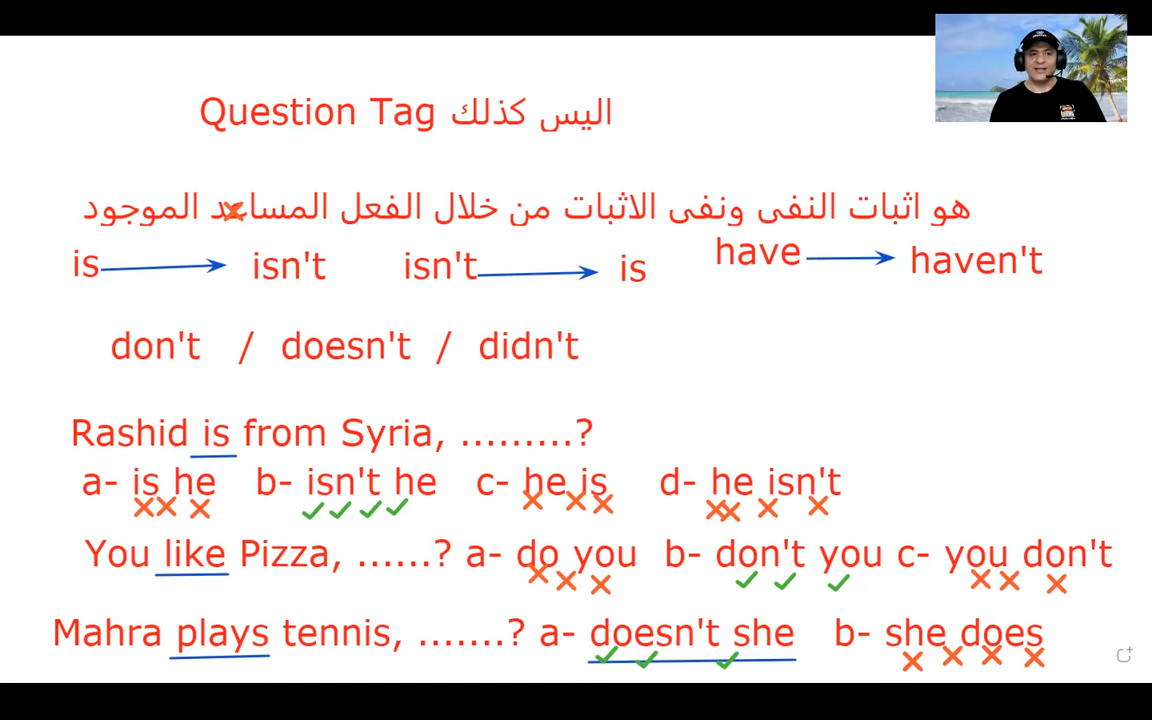 Question Tag اليس كذلك
هو اثبات النفى ونفى الاثبات من خلال الفعل المساعد الموجود
is isn't isn't is have haven't
don't / doesn't / didn't
Rashid is from Syria, .........?
a- is he b- isn't he c- he is d- he isn't
You like Pizza, ......? a- do you b- don't you c- you don't
Mahra plays tennis, .......? a- doesn't she b- she does